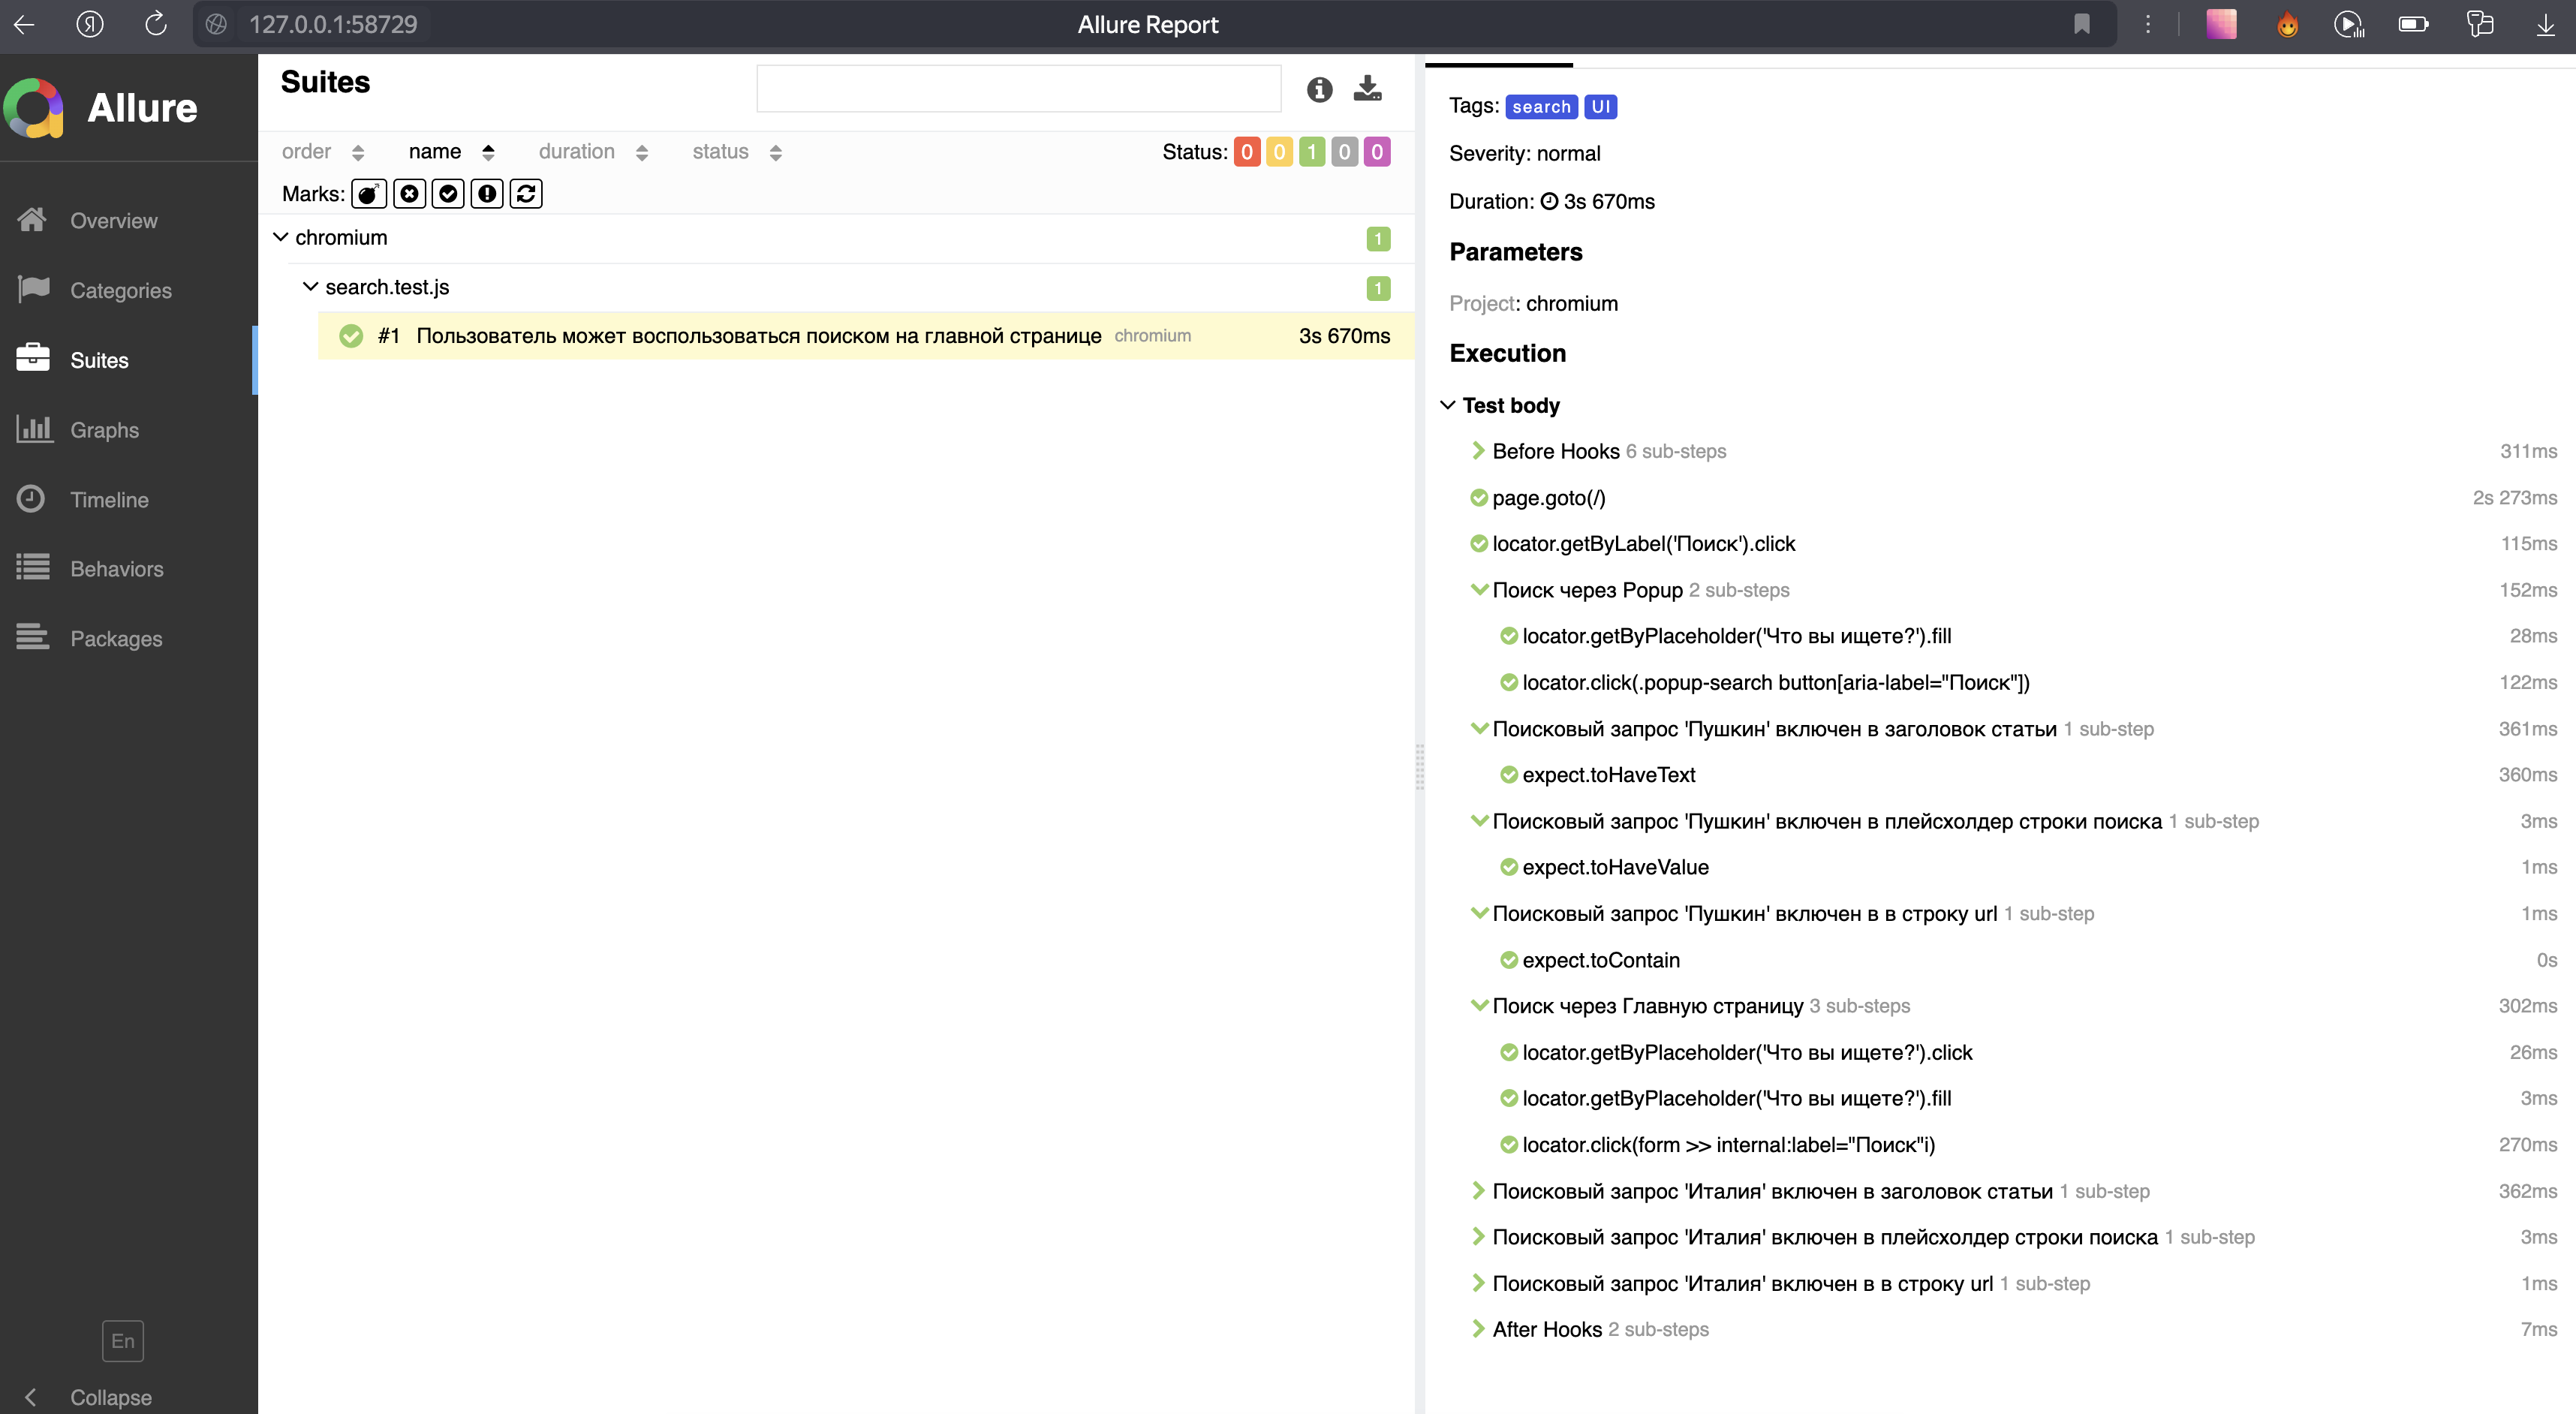 Я 127.0.0.1:58729 Allure Report
Allure
Overview
Categories
Suites
Graphs
Timeline
Behaviors
Packages
En
Collapse
Suites
order name duration status Status: 0 0 1 0 0
Marks:
chromium 1
search.test.js 1
#1 Пользователь может воспользоваться поиском на главной странице chromium 3s 670ms
Tags: search UI
Severity: normal
Duration: 3s 670ms
Parameters
Project: chromium
Execution
Test body
Before Hooks 6 sub-steps 311ms
page.goto(/) 2s 273ms
locator.getByLabel('Поиск').click 115ms
Поиск через Popup 2 sub-steps 152ms
locator.getByPlaceholder('Что вы ищете?').fill 28ms
locator.click(.popup-search button[aria-label="Поиск"]) 122ms
Поисковый запрос 'Пушкин' включен в заголовок статьи 1 sub-step 361ms
expect.toHaveText 360ms
Поисковый запрос 'Пушкин' включен в плейсхолдер строки поиска 1 sub-step 3ms
expect.toHaveValue 1ms
Поисковый запрос 'Пушкин' включен в в строку url 1 sub-step 1ms
expect.toContain 0s
Поиск через Главную страницу 3 sub-steps 302ms
locator.getByPlaceholder('Что вы ищете?').click 26ms
locator.getByPlaceholder('Что вы ищете?').fill 3ms
locator.click(form >> internal:label="Поиск"i) 270ms
Поисковый запрос 'Италия' включен в заголовок статьи 1 sub-step 362ms
Поисковый запрос 'Италия' включен в плейсхолдер строки поиска 1 sub-step 3ms
Поисковый запрос 'Италия' включен в в строку url 1 sub-step 1ms
After Hooks 2 sub-steps 7ms